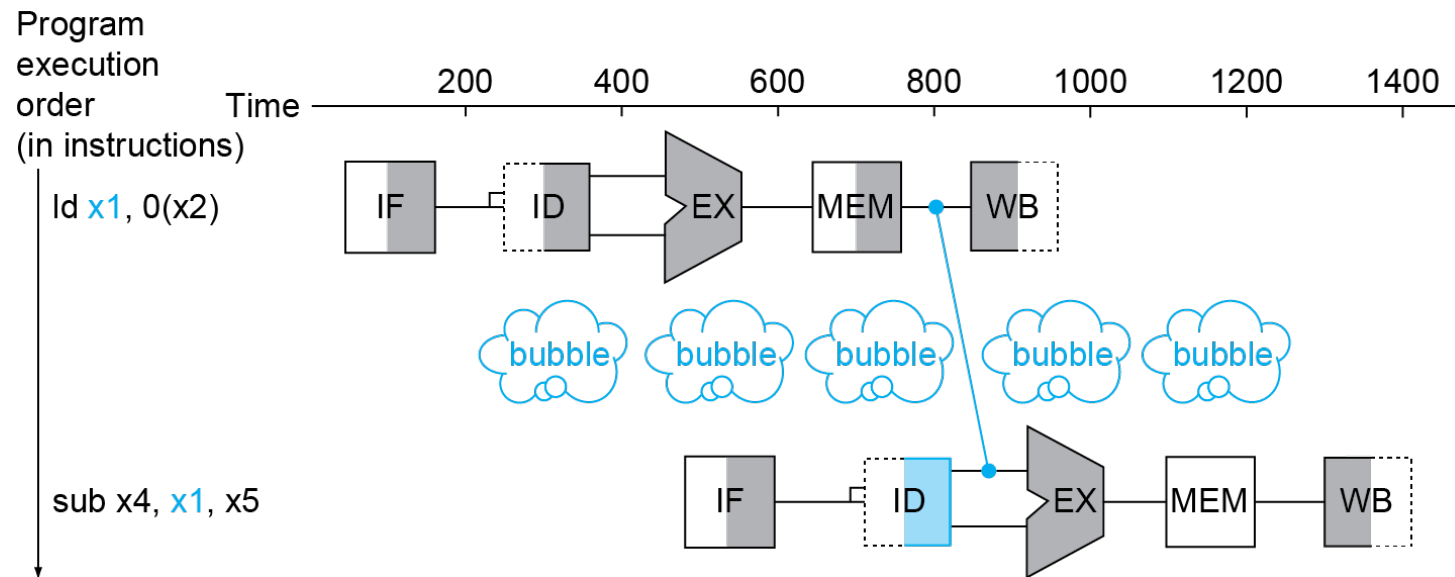 Program
execution
order
(in instructions)
Time
200 400 600 800 1000 1200 1400
ld x1, 0(x2)
IF ID EX MEM WB
bubble bubble bubble bubble bubble
sub x4, x1, x5
IF ID EX MEM WB